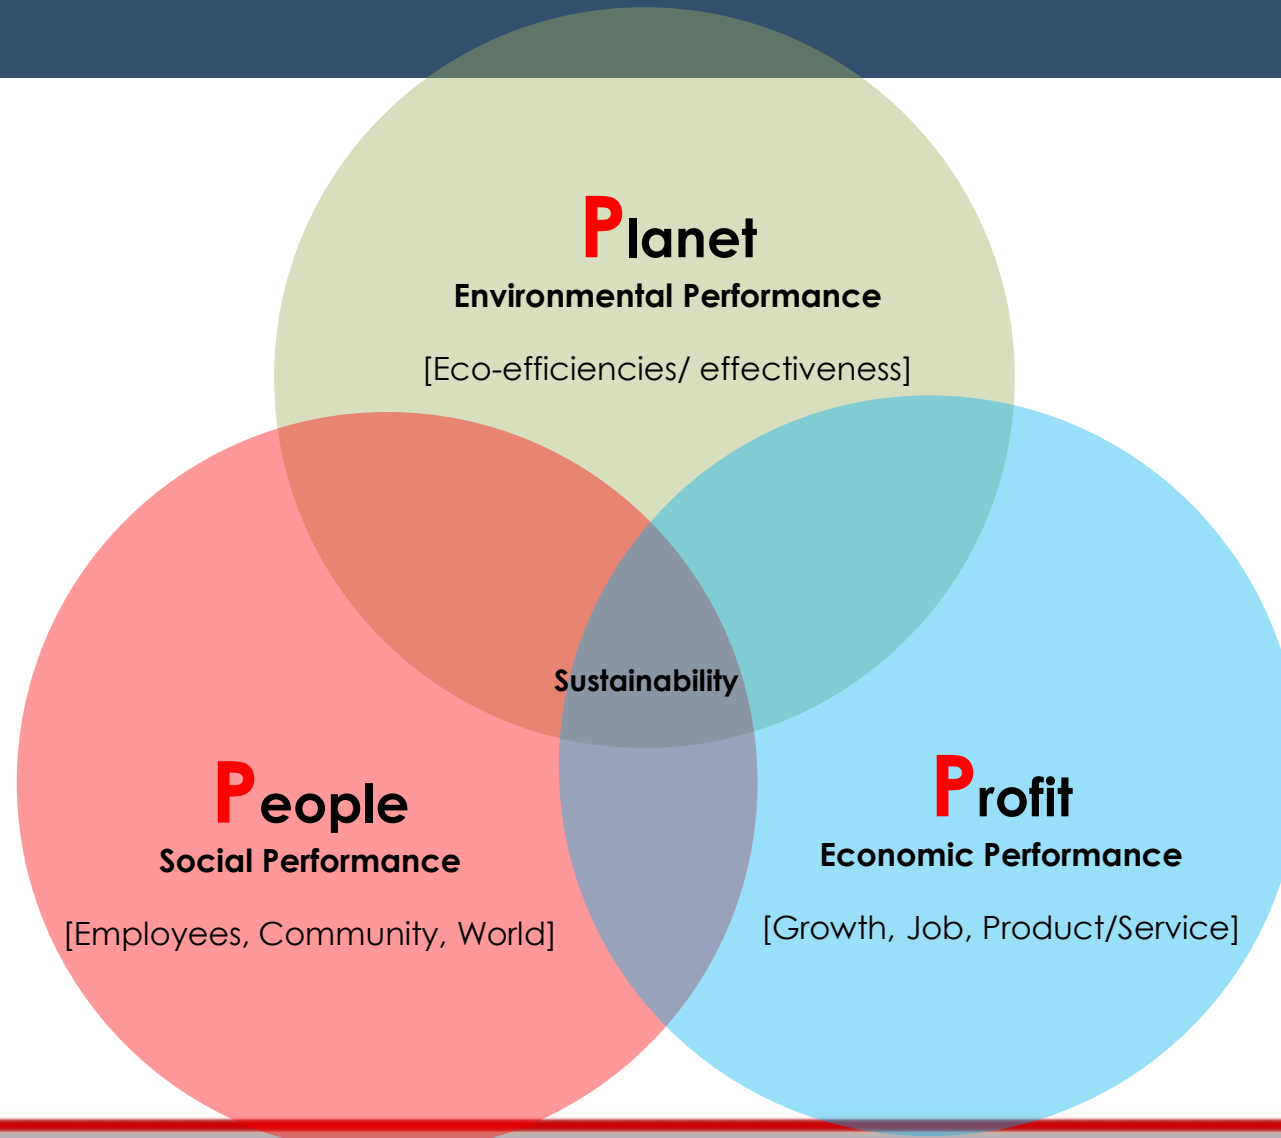 Planet
Environmental Performance
[Eco-efficiencies/ effectiveness]
Sustainability
People
Social Performance
[Employees, Community, World]
Profit
Economic Performance
[Growth, Job, Product/Service]